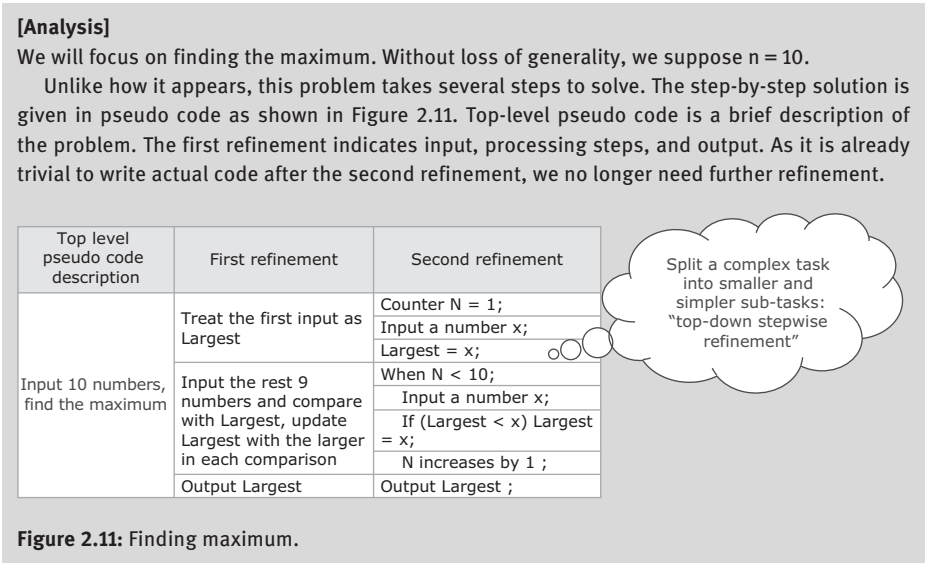 [Analysis]
We will focus on finding the maximum. Without loss of generality, we suppose n = 10.
Unlike how it appears, this problem takes several steps to solve. The step-by-step solution is
given in pseudo code as shown in Figure 2.11. Top-level pseudo code is a brief description of
the problem. The first refinement indicates input, processing steps, and output. As it is already
trivial to write actual code after the second refinement, we no longer need further refinement.
Top level
pseudo code
description
First refinement
Second refinement
Input 10 numbers,
find the maximum
Treat the first input as
Largest
Counter N = 1;
Input a number x;
Largest = x;
Input the rest 9
numbers and compare
with Largest, update
Largest with the larger
in each comparison
When N < 10;
Input a number x;
If (Largest < x) Largest
= x;
N increases by 1 ;
Output Largest
Output Largest ;
Split a complex task
into smaller and
simpler sub-tasks:
“top-down stepwise
refinement”
Figure 2.11: Finding maximum.